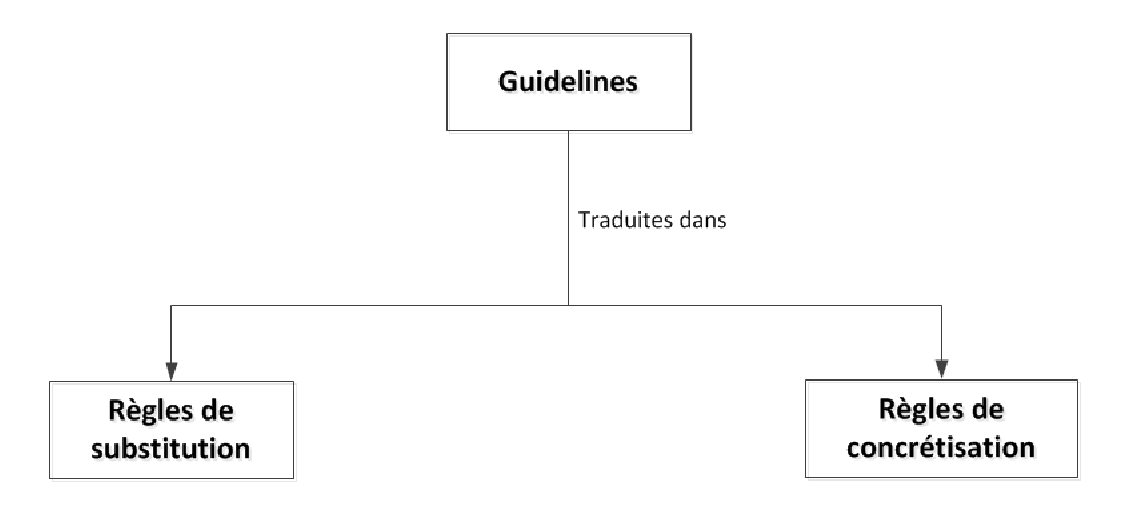 Guidelines
Traduites dans
Règles de
substitution
Règles de
concrétisation